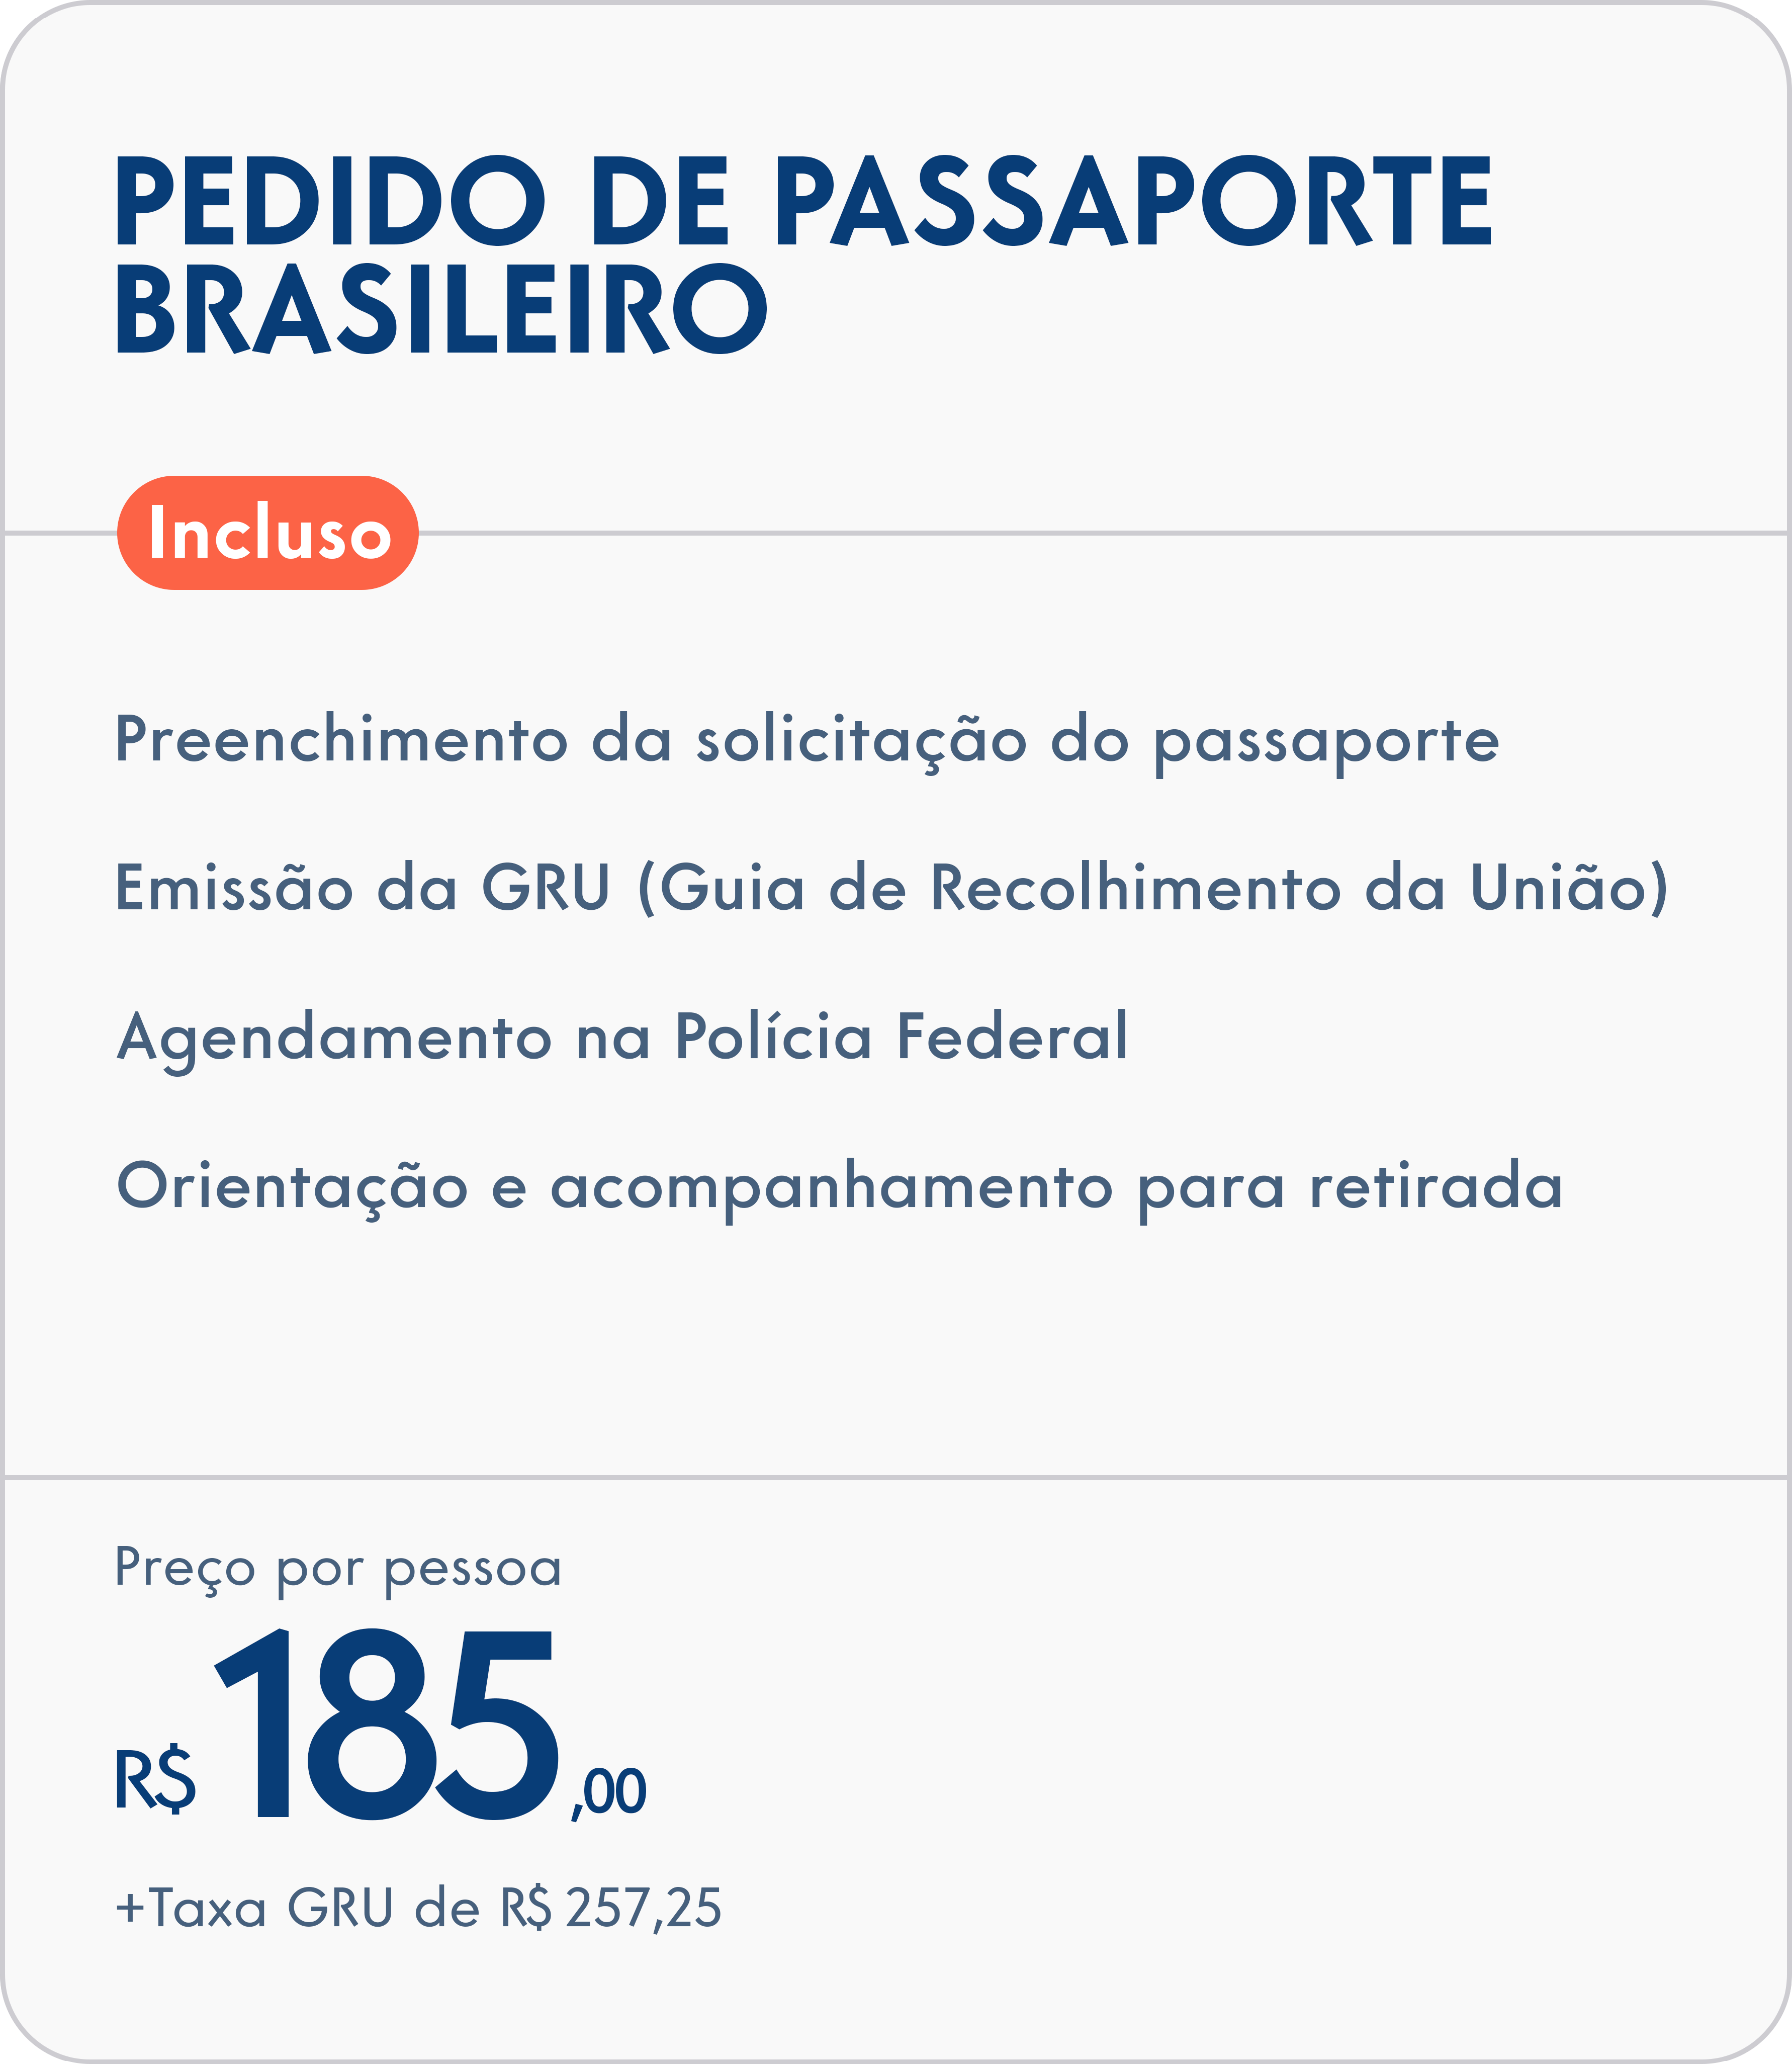 PEDIDO DE PASSAPORTE
BRASILEIRO
Incluso
Preenchimento da solicitação do passaporte
Emissão da GRU (Guia de Recolhimento da União)
Agendamento na Polícia Federal
Orientação e acompanhamento para retirada
Preço por pessoa
R$ 185,00
+Taxa GRU de R$ 257,25